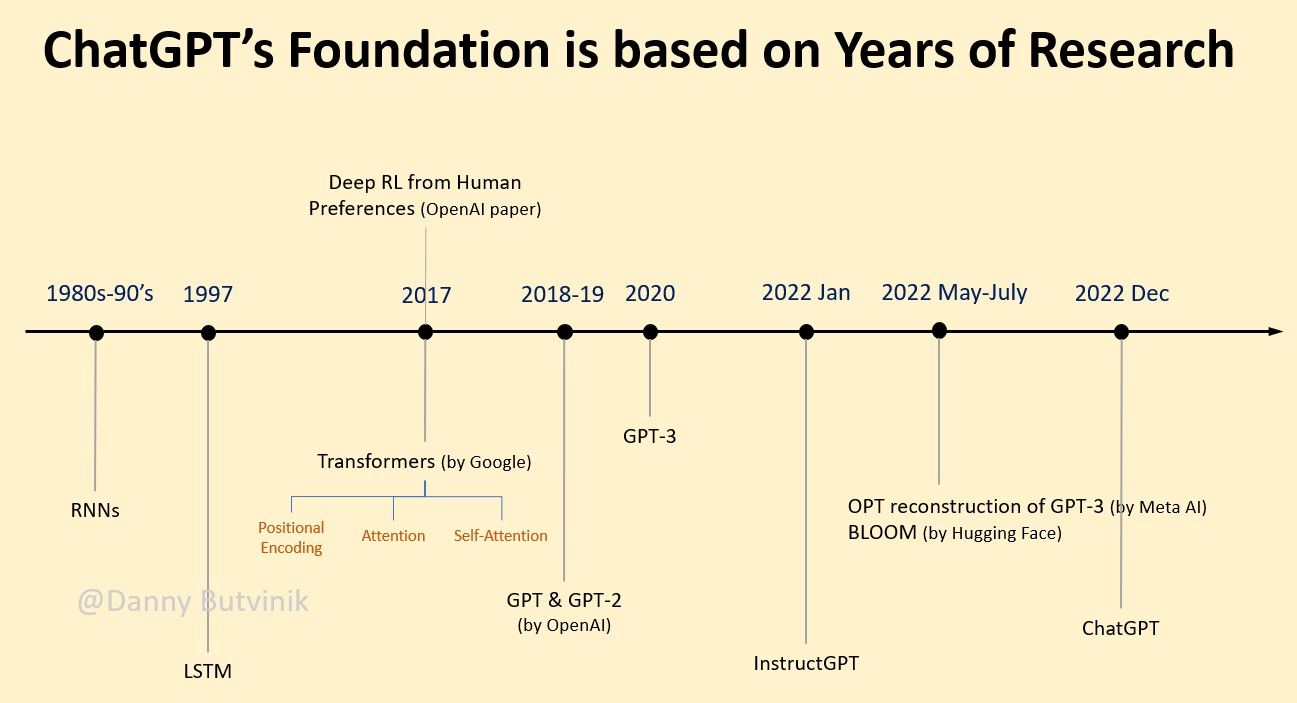 ChatGPT’s Foundation is based on Years of Research
Deep RL from Human
Preferences (OpenAI paper)
1980s-90’s
1997
2017
2018-19
2020
2022 Jan
2022 May-July
2022 Dec
GPT-3
Transformers (by Google)
RNNs
Positional
Encoding
Attention
Self-Attention
OPT reconstruction of GPT-3 (by Meta AI)
BLOOM (by Hugging Face)
@Danny Butvinik
GPT & GPT-2
(by OpenAI)
ChatGPT
InstructGPT
LSTM